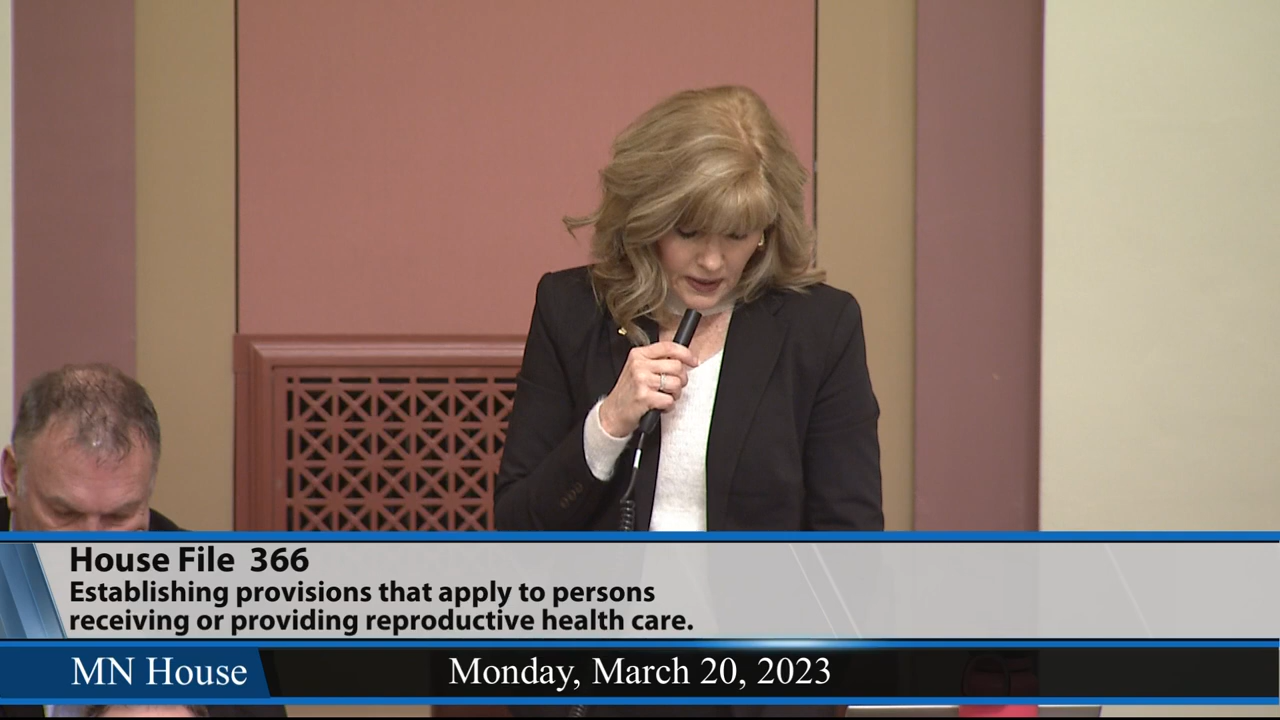 House File 366
Establishing provisions that apply to persons
receiving or providing reproductive health care.
MN House
Monday, March 20, 2023